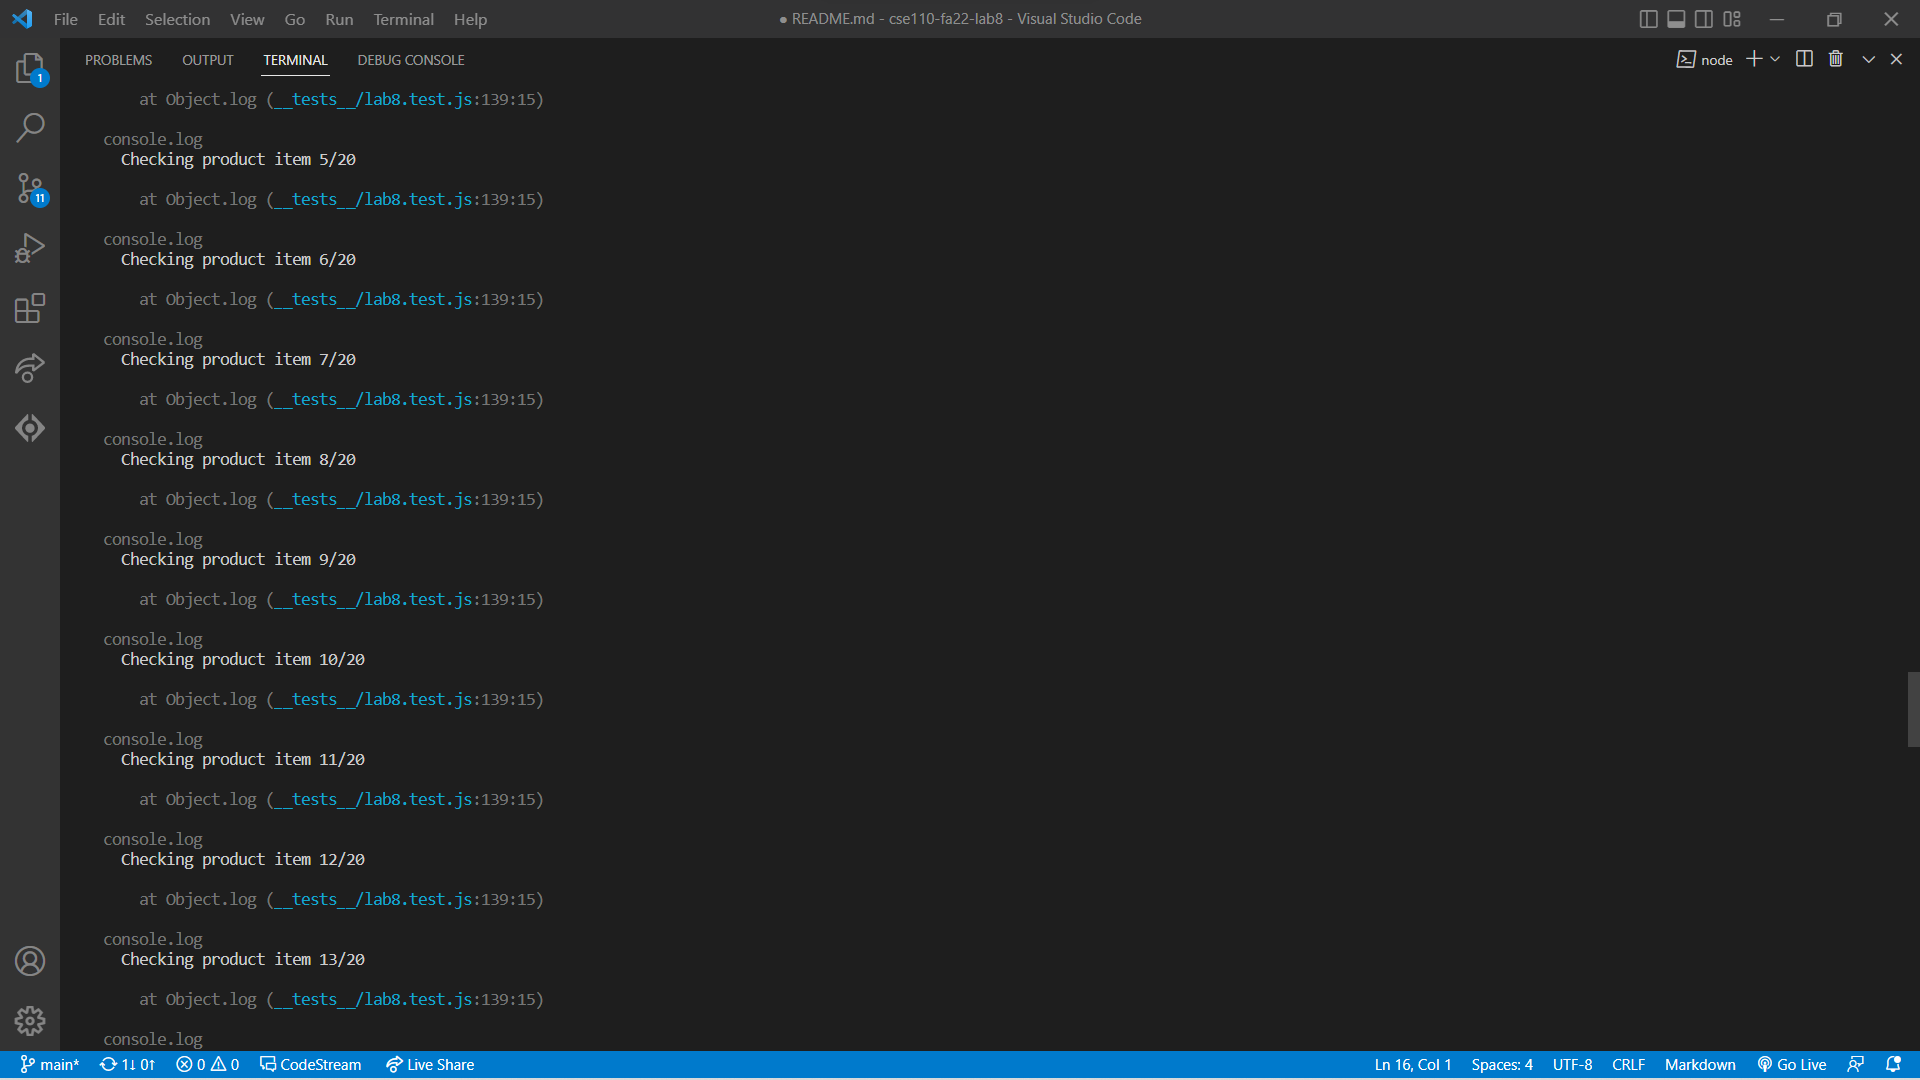 File Edit Selection View Go Run Terminal Help
● README.md - cse110-fa22-lab8 - Visual Studio Code
PROBLEMS OUTPUT TERMINAL DEBUG CONSOLE
node
1
11
at Object.log (__tests__/lab8.test.js:139:15)
console.log
Checking product item 5/20
at Object.log (__tests__/lab8.test.js:139:15)
console.log
Checking product item 6/20
at Object.log (__tests__/lab8.test.js:139:15)
console.log
Checking product item 7/20
at Object.log (__tests__/lab8.test.js:139:15)
console.log
Checking product item 8/20
at Object.log (__tests__/lab8.test.js:139:15)
console.log
Checking product item 9/20
at Object.log (__tests__/lab8.test.js:139:15)
console.log
Checking product item 10/20
at Object.log (__tests__/lab8.test.js:139:15)
console.log
Checking product item 11/20
at Object.log (__tests__/lab8.test.js:139:15)
console.log
Checking product item 12/20
at Object.log (__tests__/lab8.test.js:139:15)
console.log
Checking product item 13/20
at Object.log (__tests__/lab8.test.js:139:15)
console.log
main* 1↓ 0↑ 0 0 CodeStream Live Share Ln 16, Col 1 Spaces: 4 UTF-8 CRLF Markdown Go Live